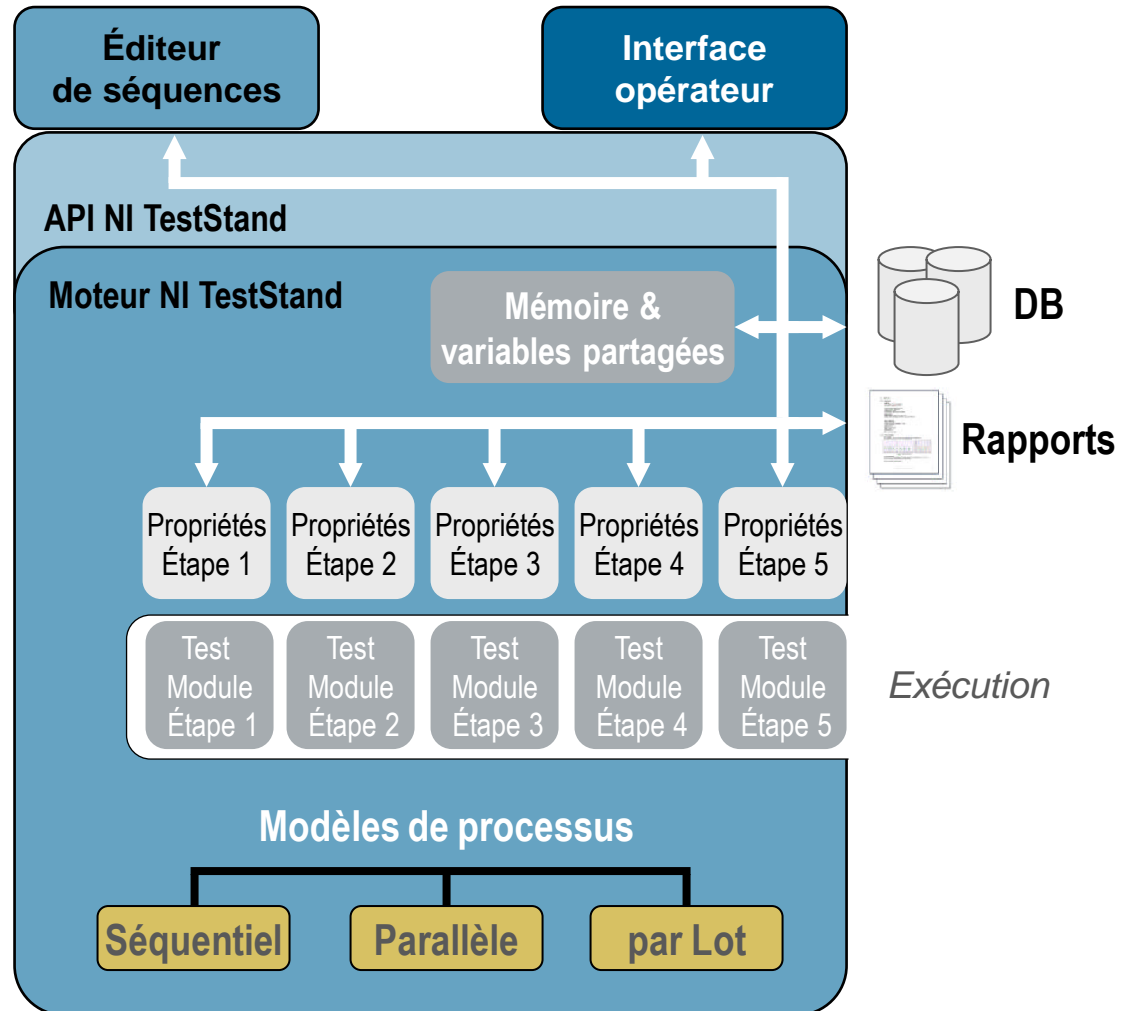 Éditeur
de séquences
Interface
opérateur
API NI TestStand
Moteur NI TestStand
Mémoire &
variables partagées
DB
Rapports
Propriétés
Étape 1
Propriétés
Étape 2
Propriétés
Étape 3
Propriétés
Étape 4
Propriétés
Étape 5
Test
Module
Étape 1
Test
Module
Étape 2
Test
Module
Étape 3
Test
Module
Étape 4
Test
Module
Étape 5
Exécution
Modèles de processus
Séquentiel
Parallèle
par Lot